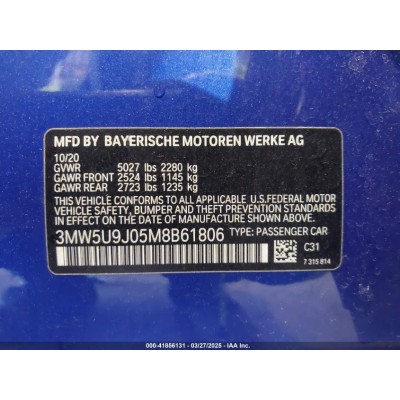 MFD BY BAYERISCHE MOTOREN WERKE AG
10/20
GVWR 5027 lbs 2280 kg
GAWR FRONT 2524 lbs 1145 kg
GAWR REAR 2723 lbs 1235 kg
THIS VEHICLE CONFORMS TO ALL APPLICABLE U.S.FEDERAL MOTOR
VEHICLE SAFETY, BUMPER, AND THEFT PREVENTION STANDARDS
IN EFFECT ON THE DATE OF MANUFACTURE SHOWN ABOVE.
3MW5U9J05M8B61806 TYPE: PASSENGER CAR
C31
7 315 814
000-41856131 - 03/27/2025 - IAA Inc.